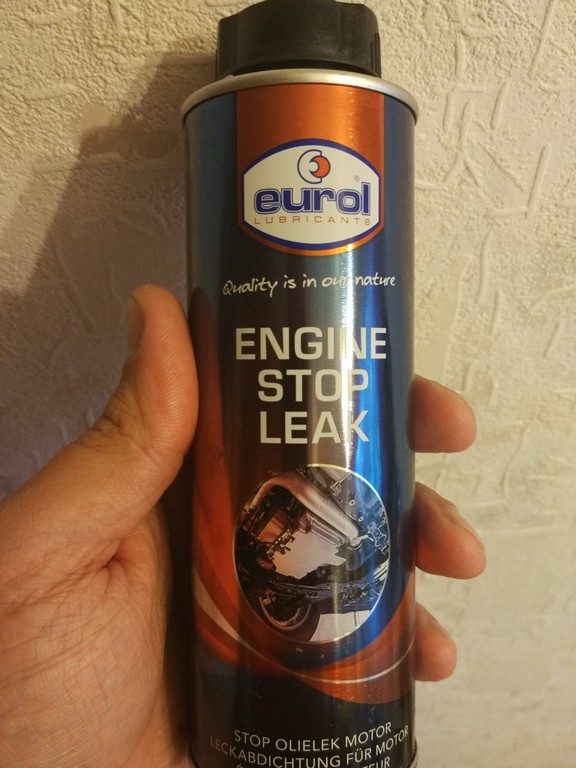 eurol
®
LUBRICANTS
Quality is in our nature
ENGINE
STOP
LEAK
STOP OLIELEK MOTOR
LECKABDICHTUNG FÜR MOTOR